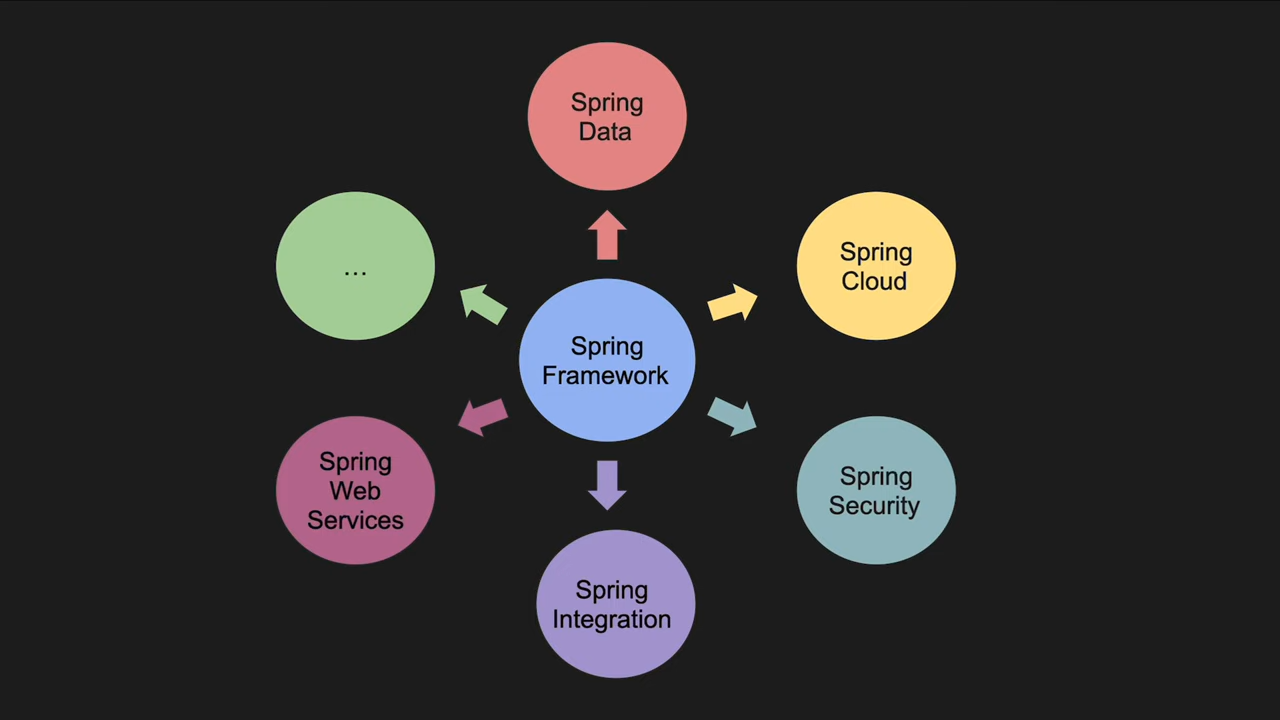 Spring
Data
...
Spring
Cloud
Spring
Framework
Spring
Web
Services
Spring
Security
Spring
Integration